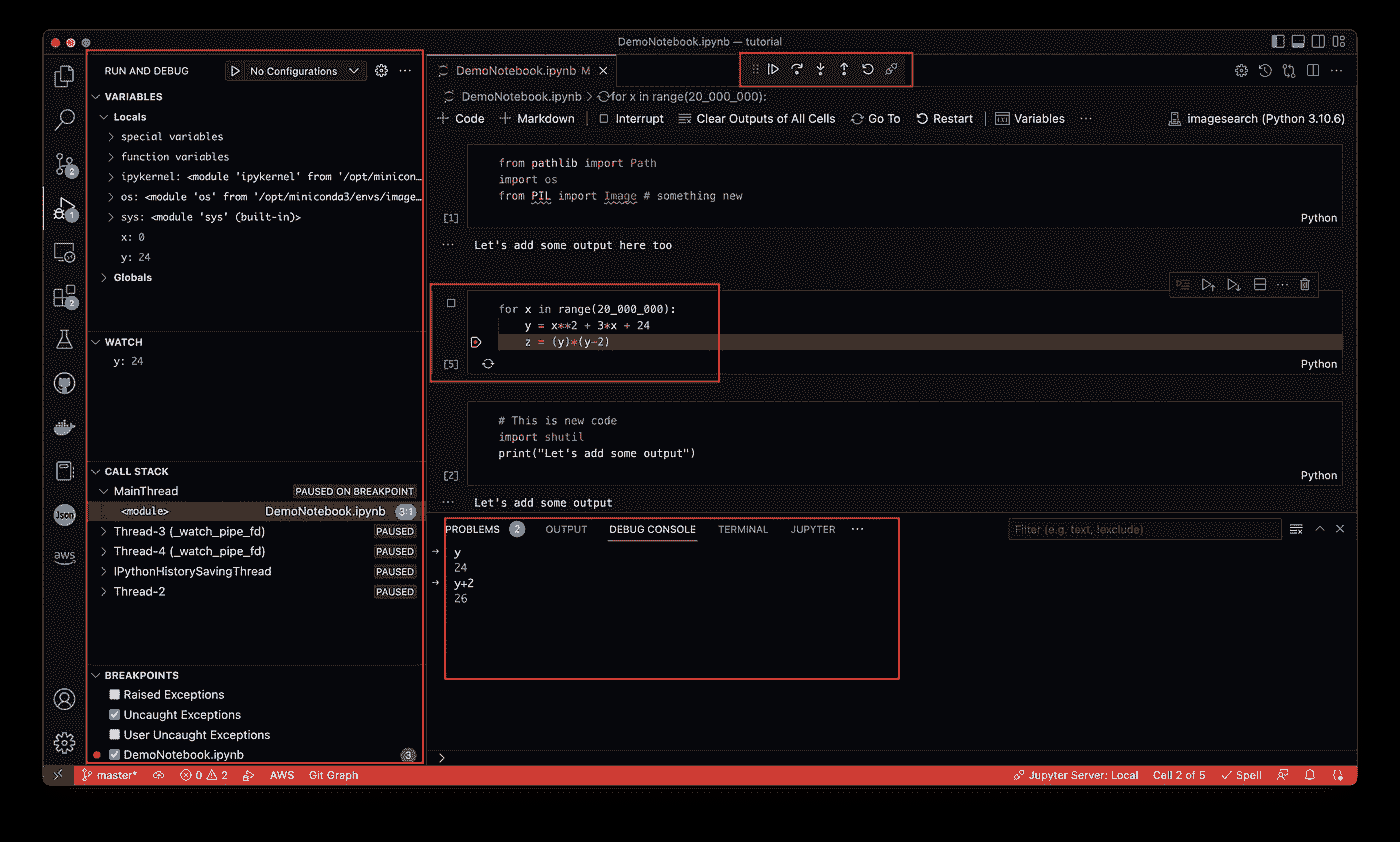 DemoNotebook.ipynb — tutorial
RUN AND DEBUG
No Configurations
VARIABLES
Locals
special variables
function variables
ipykernel: <module 'ipykernel' from '/opt/minicon…
os: <module 'os' from '/opt/miniconda3/envs/image…
sys: <module 'sys' (built-in)>
x: 0
y: 24
Globals
WATCH
y: 24
CALL STACK
MainThread PAUSED ON BREAKPOINT
<module> DemoNotebook.ipynb 3:1
Thread-3 (_watch_pipe_fd) PAUSED
Thread-4 (_watch_pipe_fd) PAUSED
IPythonHistorySavingThread PAUSED
Thread-2 PAUSED
BREAKPOINTS
Raised Exceptions
Uncaught Exceptions
User Uncaught Exceptions
DemoNotebook.ipynb 3
2
1
2
Json
aws
DemoNotebook.ipynb M
DemoNotebook.ipynb > for x in range(20_000_000):
+ Code + Markdown Interrupt Clear Outputs of All Cells Go To Restart Variables ··· imagesearch (Python 3.10.6)
from pathlib import Path
import os
from PIL import Image # something new
[1] Python
Let's add some output here too
for x in range(20_000_000):
y = x**2 + 3*x + 24
z = (y)*(y-2)
[5] Python
# This is new code
import shutil
print("Let's add some output")
[2] Python
Let's add some output
PROBLEMS 2 OUTPUT DEBUG CONSOLE TERMINAL JUPYTER ··· Filter (e.g. text, !exclude)
y
24
y+2
26
master* 0 2 AWS Git Graph Jupyter Server: Local Cell 2 of 5 Spell